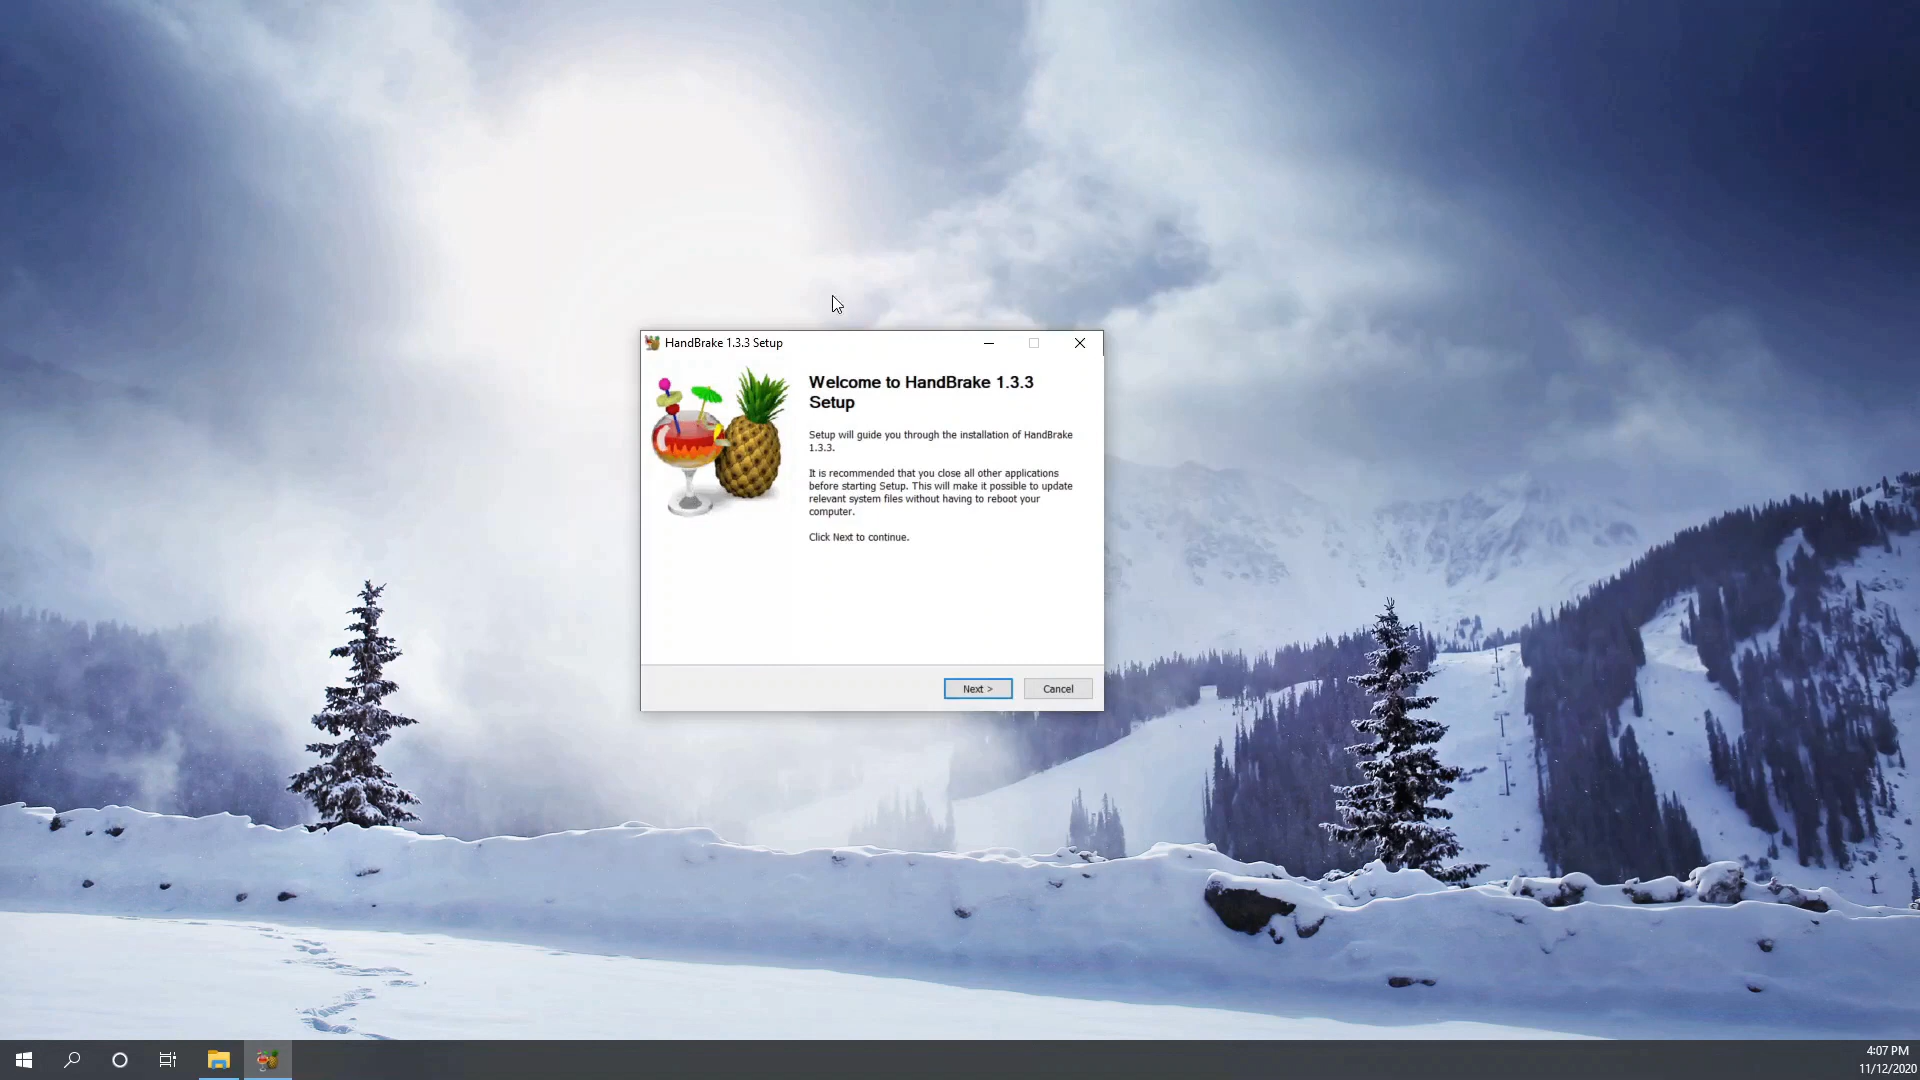 HandBrake 1.3.3 Setup
Welcome to HandBrake 1.3.3
Setup
Setup will guide you through the installation of HandBrake
1.3.3.
It is recommended that you close all other applications
before starting Setup. This will make it possible to update
relevant system files without having to reboot your
computer.
Click Next to continue.
Next >
Cancel
4:07 PM
11/12/2020